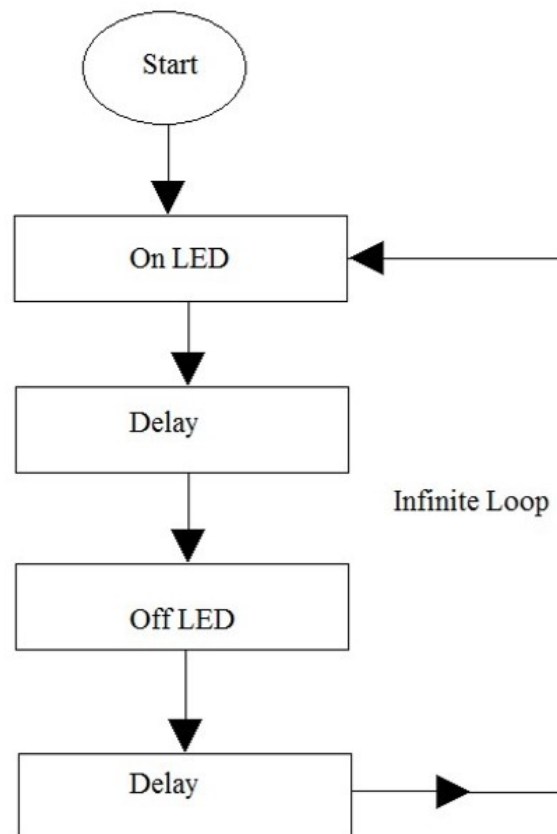 Start
On LED
Delay
Infinite Loop
Off LED
Delay